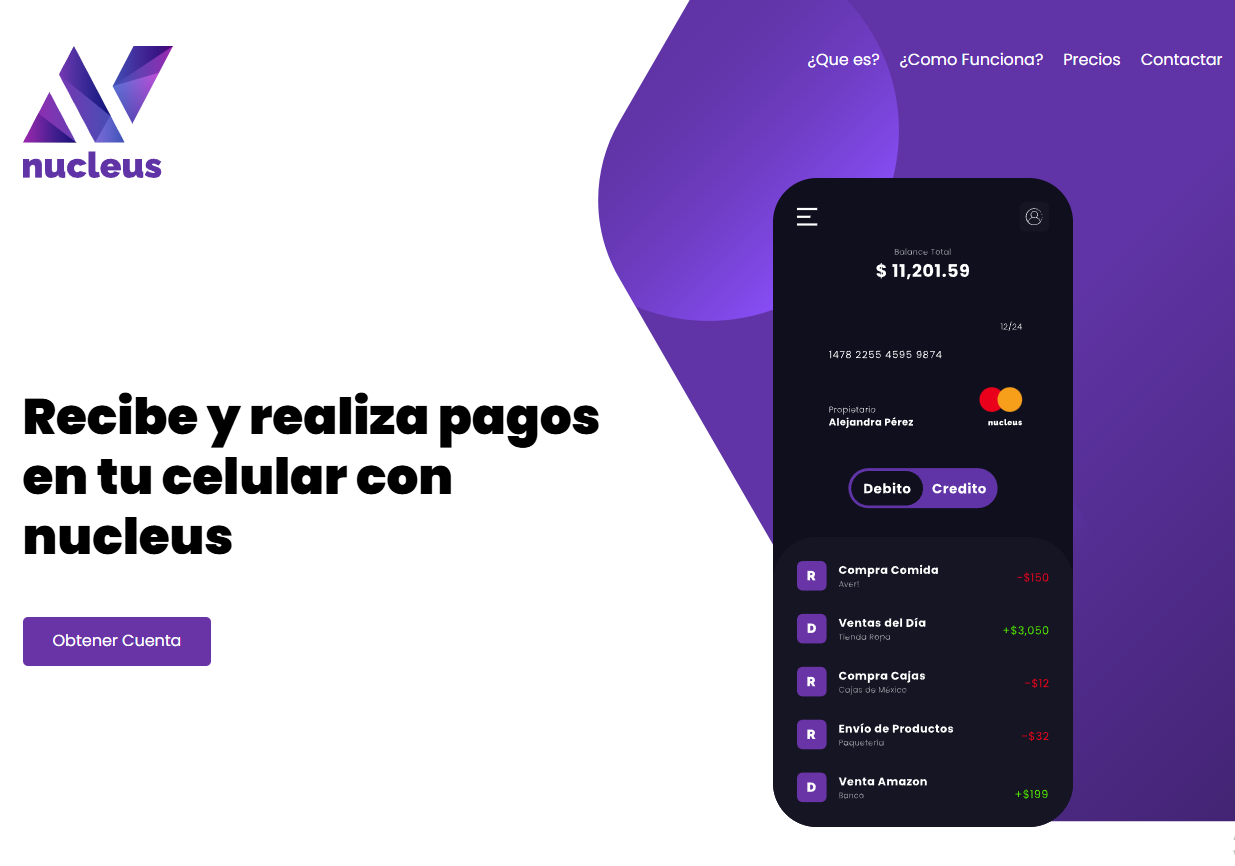 ¿Que es? ¿Como Funciona? Precios Contactar
nucleus
Recibe y realiza pagos
en tu celular con
nucleus
Obtener Cuenta
Balance Total
$ 11,201.59
12/24
1478 2255 4595 9874
Propietario
Alejandra Pérez
nucleus
Debito Credito
R Compra Comida -$150
Aver!
D Ventas del Día +$3,050
Tienda Ropa
R Compra Cajas -$12
Cajas de México
R Envío de Productos -$32
Paquetería
D Venta Amazon +$199
Banco